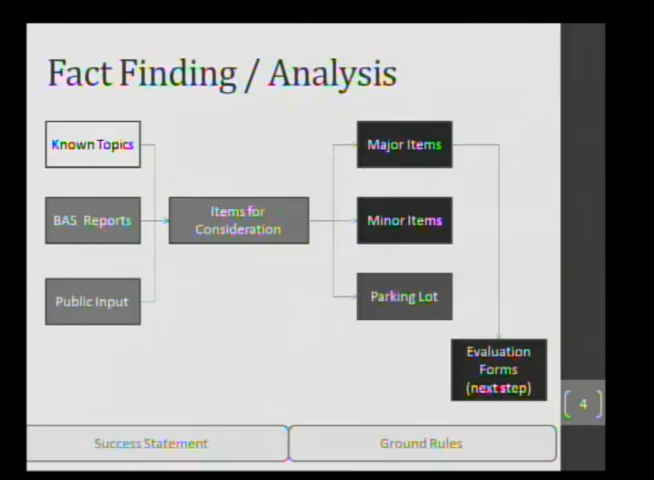 Fact Finding / Analysis
Known Topics
BAS Reports
Public Input
Items for
Consideration
Major Items
Minor Items
Parking Lot
Evaluation
Forms
(next step)
4
Success Statement
Ground Rules